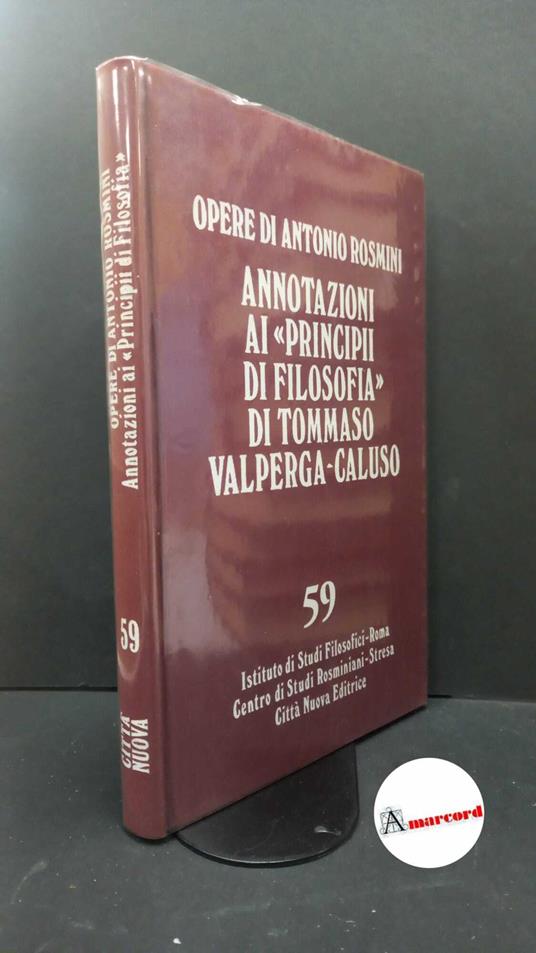 OPERE DI ANTONIO ROSMINI
Annotazioni ai «Principii di Filosofia»
59
CITTÀ
NUOVA
OPERE DI ANTONIO ROSMINI
ANNOTAZIONI
AI «PRINCIPII
DI FILOSOFIA»
DI TOMMASO
VALPERGA-CALUSO
59
Istituto di Studi Filosofici-Roma
Centro di Studi Rosminiani-Stresa
Città Nuova Editrice
Amarcord